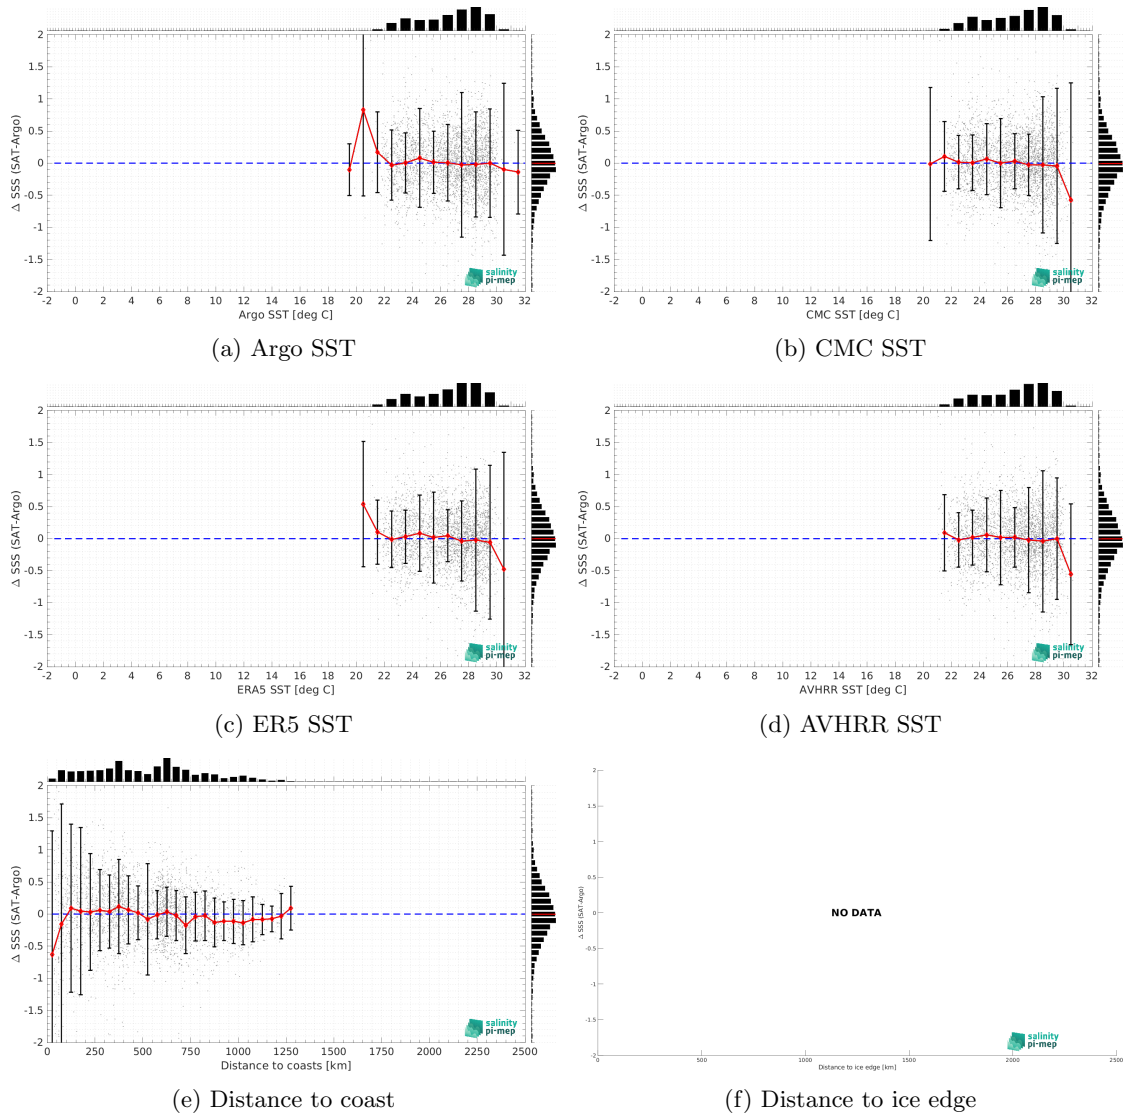 2
1.5
1
0.5
0
-0.5
-1
-1.5
-2
Δ SSS (SAT-Argo)
salinity
pi-mep
-2 0 2 4 6 8 10 12 14 16 18 20 22 24 26 28 30 32
Argo SST [deg C]
(a) Argo SST
2
1.5
1
0.5
0
-0.5
-1
-1.5
-2
Δ SSS (SAT-Argo)
salinity
pi-mep
-2 0 2 4 6 8 10 12 14 16 18 20 22 24 26 28 30 32
CMC SST [deg C]
(b) CMC SST
2
1.5
1
0.5
0
-0.5
-1
-1.5
-2
Δ SSS (SAT-Argo)
salinity
pi-mep
-2 0 2 4 6 8 10 12 14 16 18 20 22 24 26 28 30 32
ERA5 SST [deg C]
(c) ER5 SST
2
1.5
1
0.5
0
-0.5
-1
-1.5
-2
Δ SSS (SAT-Argo)
salinity
pi-mep
-2 0 2 4 6 8 10 12 14 16 18 20 22 24 26 28 30 32
AVHRR SST [deg C]
(d) AVHRR SST
2
1.5
1
0.5
0
-0.5
-1
-1.5
-2
Δ SSS (SAT-Argo)
salinity
pi-mep
0 250 500 750 1000 1250 1500 1750 2000 2250 2500
Distance to coasts [km]
(e) Distance to coast
2
1.5
1
0.5
0
-0.5
-1
-1.5
-2
Δ SSS (SAT-Argo)
NO DATA
salinity
pi-mep
0 500 1000 1500 2000 2500
Distance to ice edge [km]
(f) Distance to ice edge